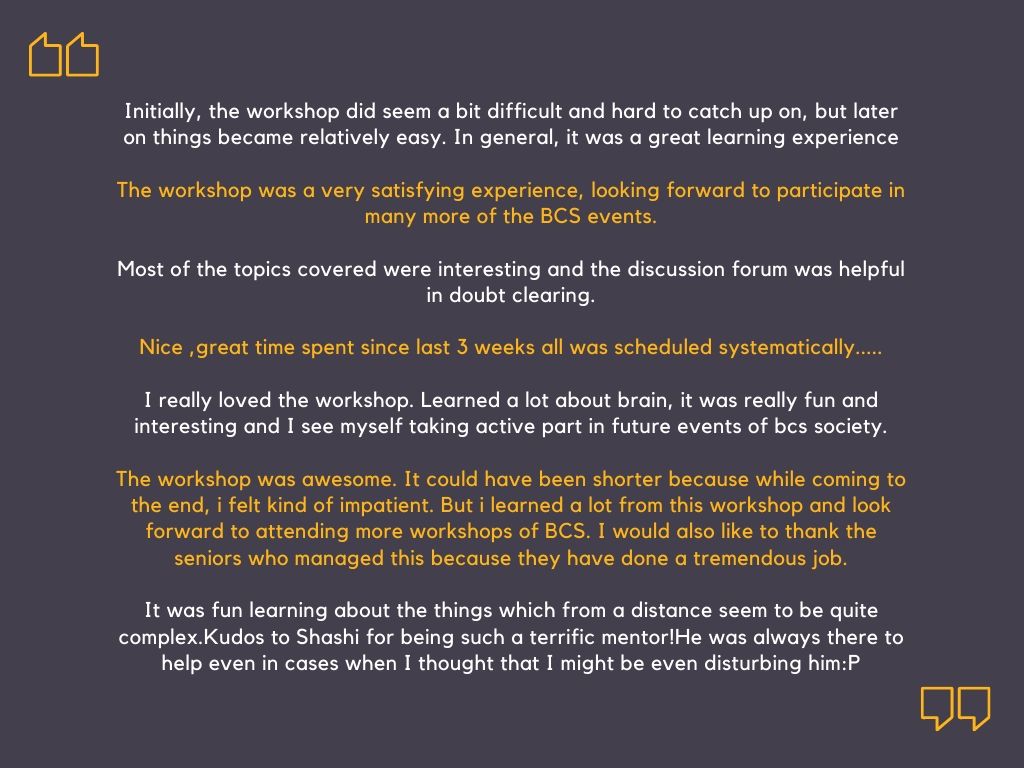 Initially, the workshop did seem a bit difficult and hard to catch up on, but later
on things became relatively easy. In general, it was a great learning experience
The workshop was a very satisfying experience, looking forward to participate in
many more of the BCS events.
Most of the topics covered were interesting and the discussion forum was helpful
in doubt clearing.
Nice ,great time spent since last 3 weeks all was scheduled systematically.....
I really loved the workshop. Learned a lot about brain, it was really fun and
interesting and I see myself taking active part in future events of bcs society.
The workshop was awesome. It could have been shorter because while coming to
the end, i felt kind of impatient. But i learned a lot from this workshop and look
forward to attending more workshops of BCS. I would also like to thank the
seniors who managed this because they have done a tremendous job.
It was fun learning about the things which from a distance seem to be quite
complex.Kudos to Shashi for being such a terrific mentor!He was always there to
help even in cases when I thought that I might be even disturbing him:P